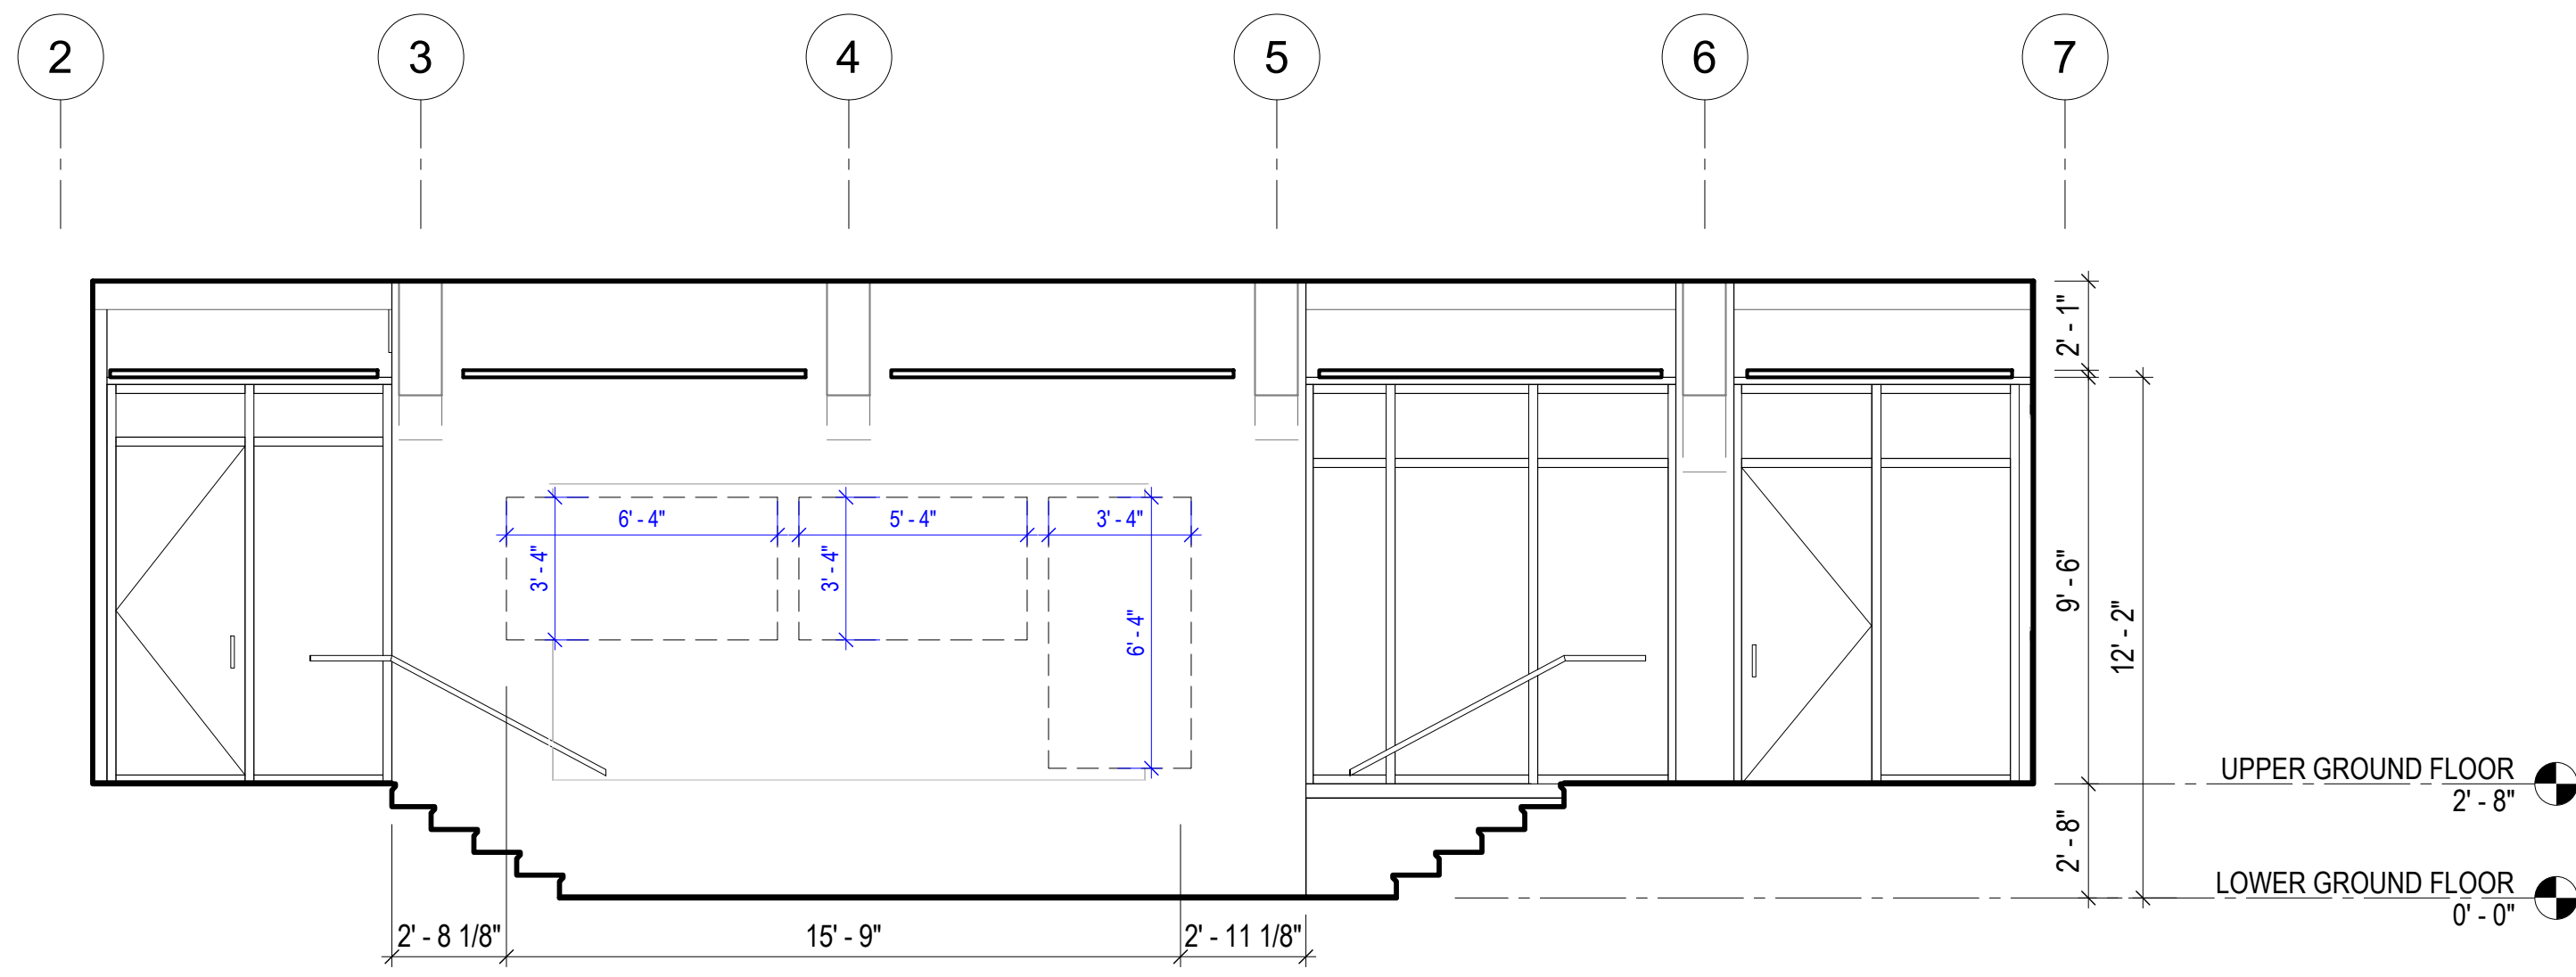 2 3 4 5 6 7
2' - 1"
6' - 4" 5' - 4" 3' - 4"
3' - 4" 3' - 4" 6' - 4"
9' - 6"
12' - 2"
UPPER GROUND FLOOR
2' - 8"
2' - 8"
LOWER GROUND FLOOR
0' - 0"
2' - 8 1/8" 15' - 9" 2' - 11 1/8"